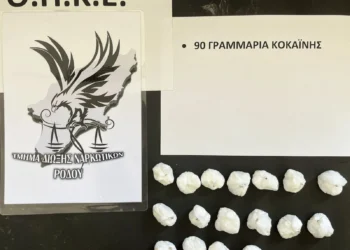 Ο.Π.Κ.Ε.
• 90 ΓΡΑΜΜΑΡΙΑ ΚΟΚΑΪΝΗΣ
ΤΜΗΜΑ ΔΙΩΞΗΣ ΝΑΡΚΩΤΙΚΩΝ
ΡΟΔΟΥ